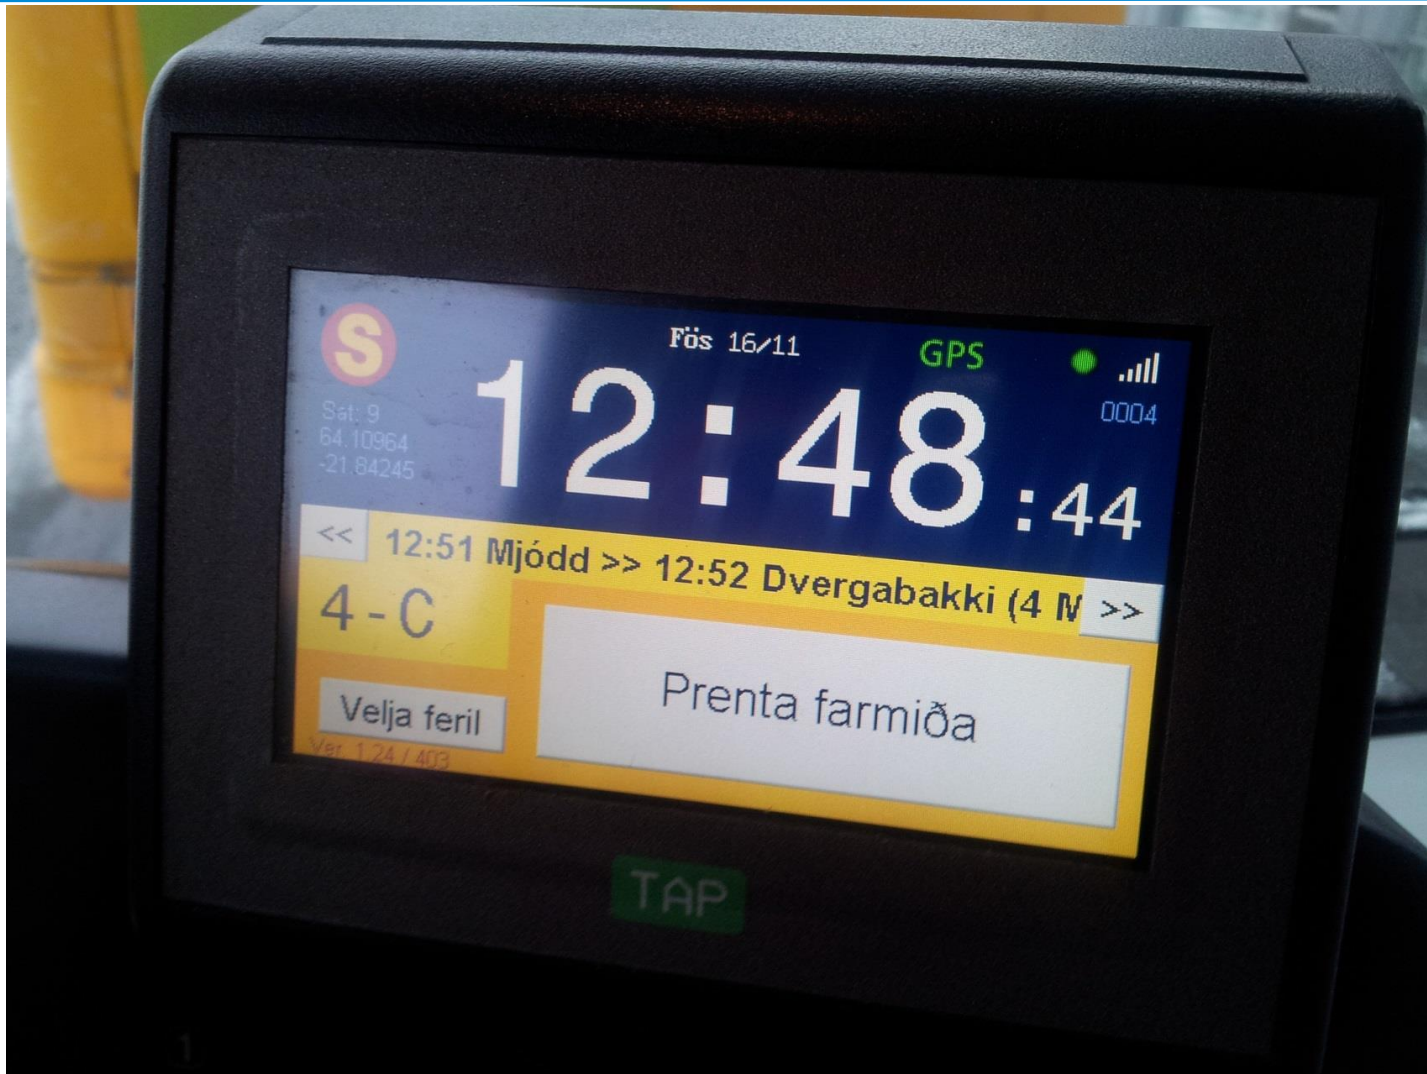 S
Fös 16/11
GPS
12:48:44
0004
Sat: 9
64.10964
-21.84245
<< 12:51 Mjódd >> 12:52 Dvergabakki (4 M >>
4-C
Prenta farmiða
Velja feril
Ver. 1.24 / 403
TAP